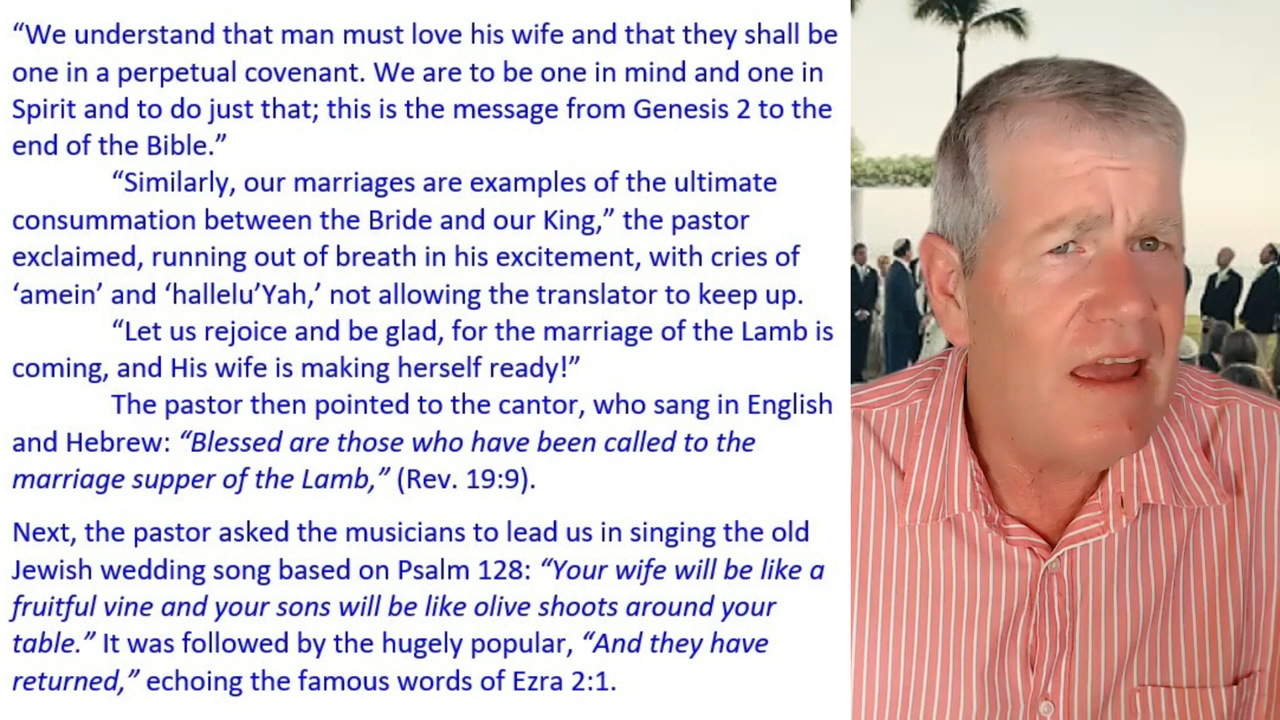 “We understand that man must love his wife and that they shall be
one in a perpetual covenant. We are to be one in mind and one in
Spirit and to do just that; this is the message from Genesis 2 to the
end of the Bible.”
“Similarly, our marriages are examples of the ultimate
consummation between the Bride and our King,” the pastor
exclaimed, running out of breath in his excitement, with cries of
‘amein’ and ‘hallelu’Yah,’ not allowing the translator to keep up.
“Let us rejoice and be glad, for the marriage of the Lamb is
coming, and His wife is making herself ready!”
The pastor then pointed to the cantor, who sang in English
and Hebrew: “Blessed are those who have been called to the
marriage supper of the Lamb,” (Rev. 19:9).
Next, the pastor asked the musicians to lead us in singing the old
Jewish wedding song based on Psalm 128: “Your wife will be like a
fruitful vine and your sons will be like olive shoots around your
table.” It was followed by the hugely popular, “And they have
returned,” echoing the famous words of Ezra 2:1.